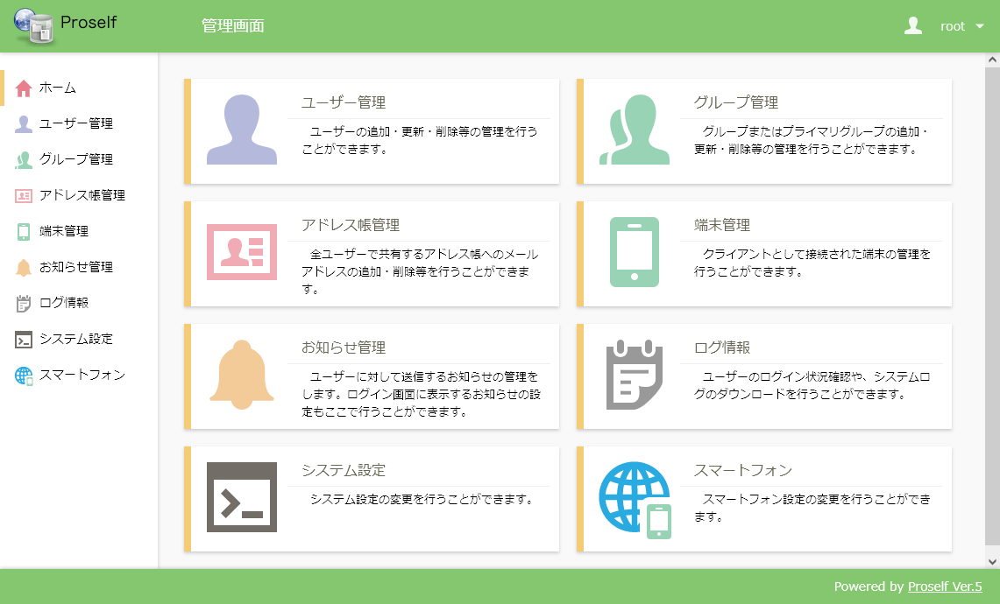 Proself
管理画面
root
ホーム
ユーザー管理
グループ管理
アドレス帳管理
端末管理
お知らせ管理
ログ情報
システム設定
スマートフォン
ユーザー管理
ユーザーの追加・更新・削除等の管理を行う
ことができます。
グループ管理
グループまたはプライマリグループの追加・
更新・削除等の管理を行うことができます。
アドレス帳管理
全ユーザーで共有するアドレス帳へのメール
アドレスの追加・削除等を行うことができま
す。
端末管理
クライアントとして接続された端末の管理を
行うことができます。
お知らせ管理
ユーザーに対して送信するお知らせの管理を
します。ログイン画面に表示するお知らせの設
定もここで行うことができます。
ログ情報
ユーザーのログイン状況確認や、システムロ
グのダウンロードを行うことができます。
システム設定
システム設定の変更を行うことができます。
スマートフォン
スマートフォン設定の変更を行うことができ
ます。
Powered by Proself Ver.5